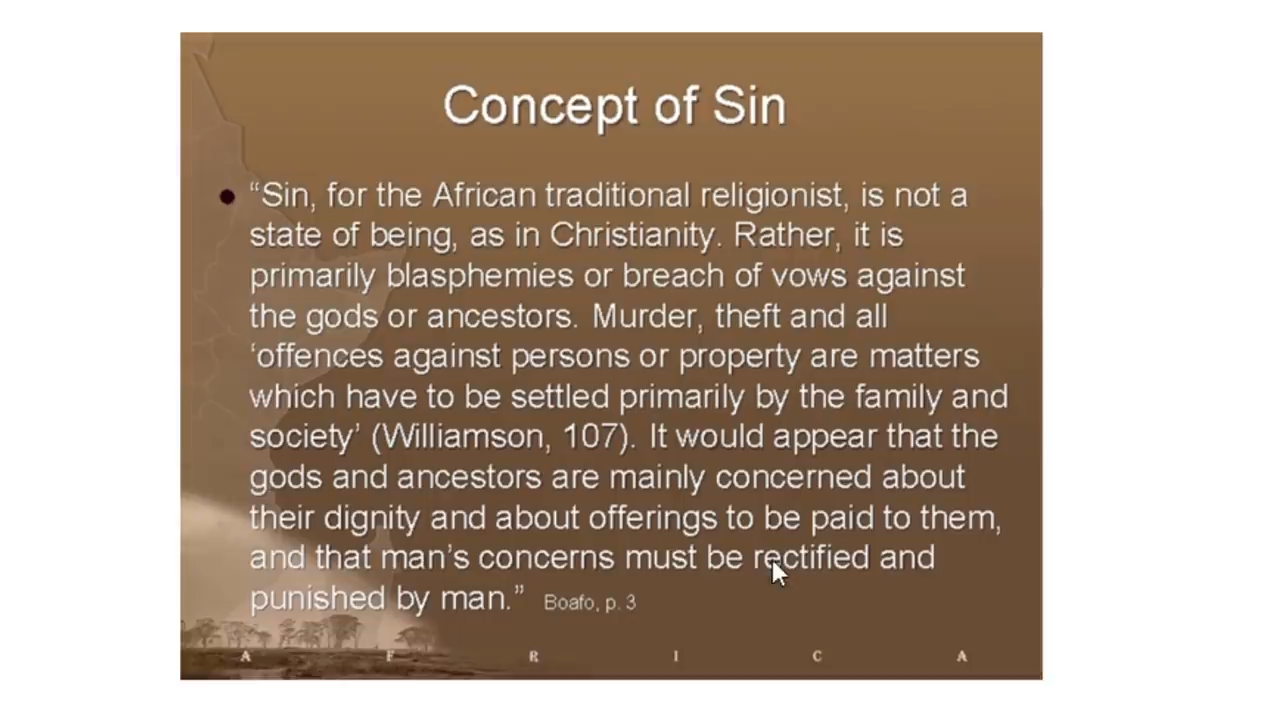 Concept of Sin
• “Sin, for the African traditional religionist, is not a
state of being, as in Christianity. Rather, it is
primarily blasphemies or breach of vows against
the gods or ancestors. Murder, theft and all
‘offences against persons or property are matters
which have to be settled primarily by the family and
society’ (Williamson, 107). It would appear that the
gods and ancestors are mainly concerned about
their dignity and about offerings to be paid to them,
and that man’s concerns must be rectified and
punished by man.” Boafo, p. 3
A F R I C A